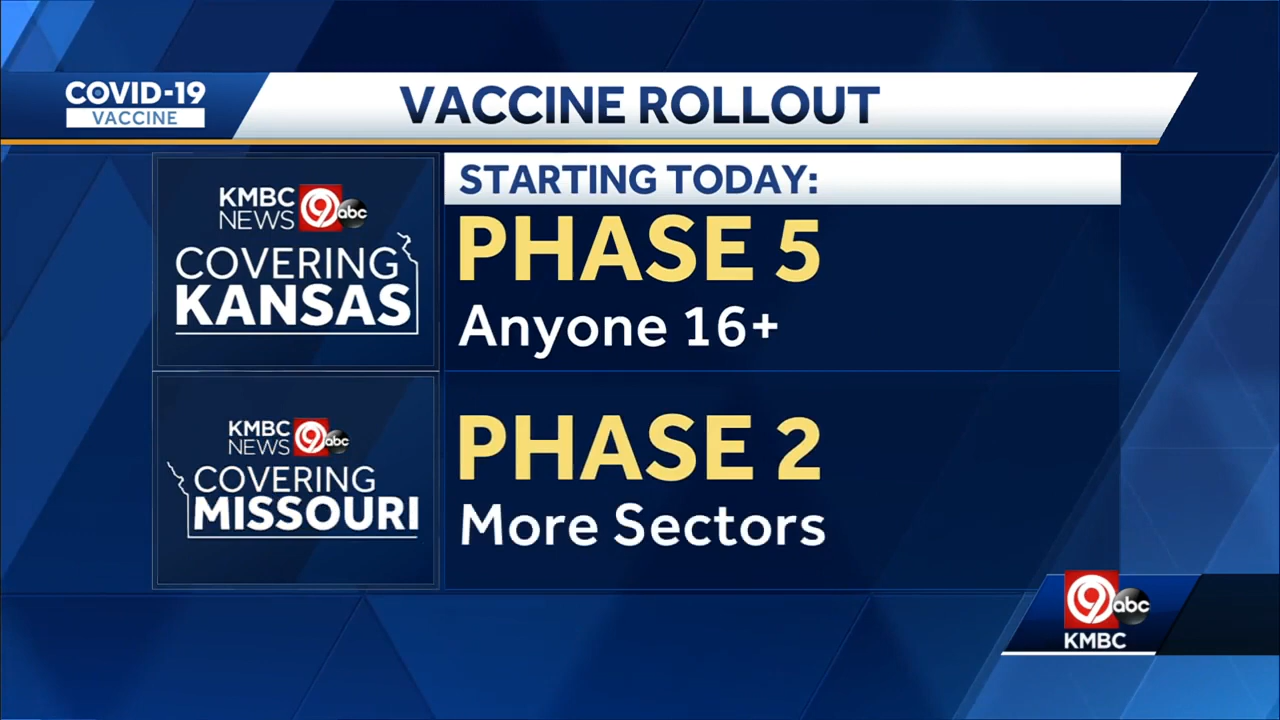 COVID-19
VACCINE
VACCINE ROLLOUT
KMBC
NEWS 9 abc
COVERING
KANSAS
STARTING TODAY:
PHASE 5
Anyone 16+
KMBC
NEWS 9 abc
COVERING
MISSOURI
PHASE 2
More Sectors
9 abc
KMBC